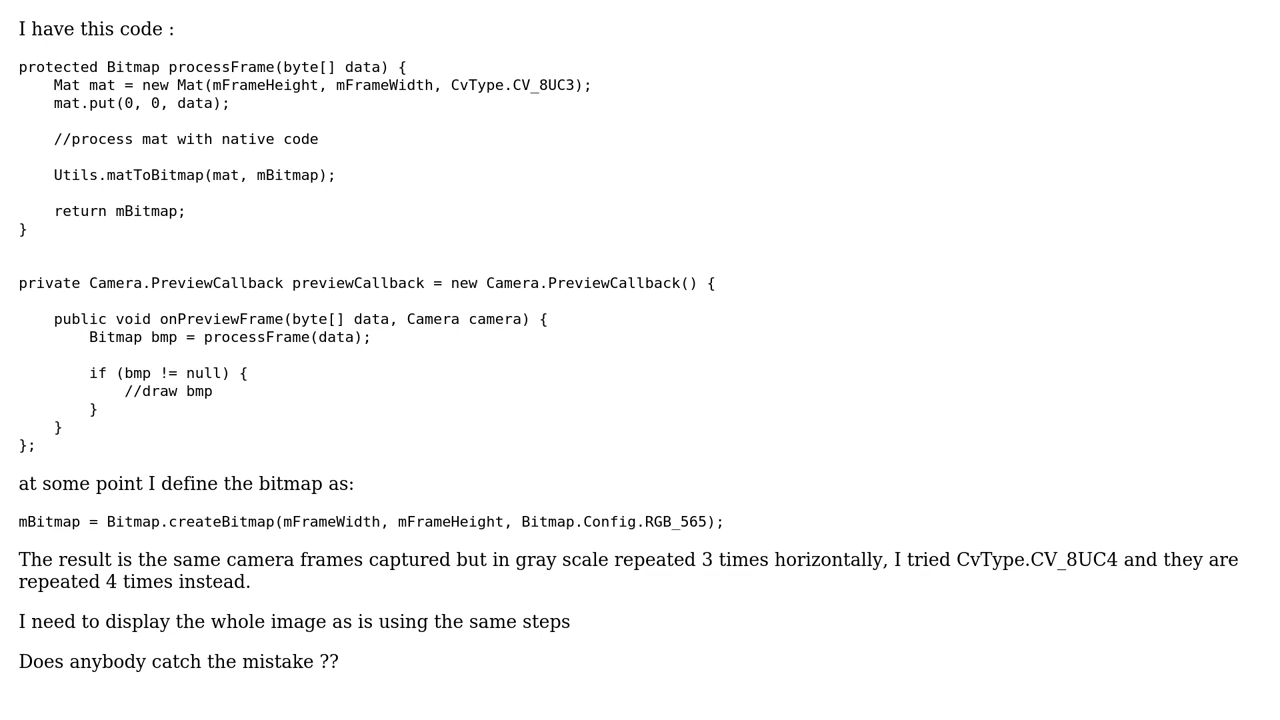 I have this code :
protected Bitmap processFrame(byte[] data) {
    Mat mat = new Mat(mFrameHeight, mFrameWidth, CvType.CV_8UC3);
    mat.put(0, 0, data);
    //process mat with native code
    Utils.matToBitmap(mat, mBitmap);
    return mBitmap;
}
private Camera.PreviewCallback previewCallback = new Camera.PreviewCallback() {
    public void onPreviewFrame(byte[] data, Camera camera) {
        Bitmap bmp = processFrame(data);
        if (bmp != null) {
            //draw bmp
        }
    }
};
at some point I define the bitmap as:
mBitmap = Bitmap.createBitmap(mFrameWidth, mFrameHeight, Bitmap.Config.RGB_565);
The result is the same camera frames captured but in gray scale repeated 3 times horizontally, I tried CvType.CV_8UC4 and they are
repeated 4 times instead.
I need to display the whole image as is using the same steps
Does anybody catch the mistake ??